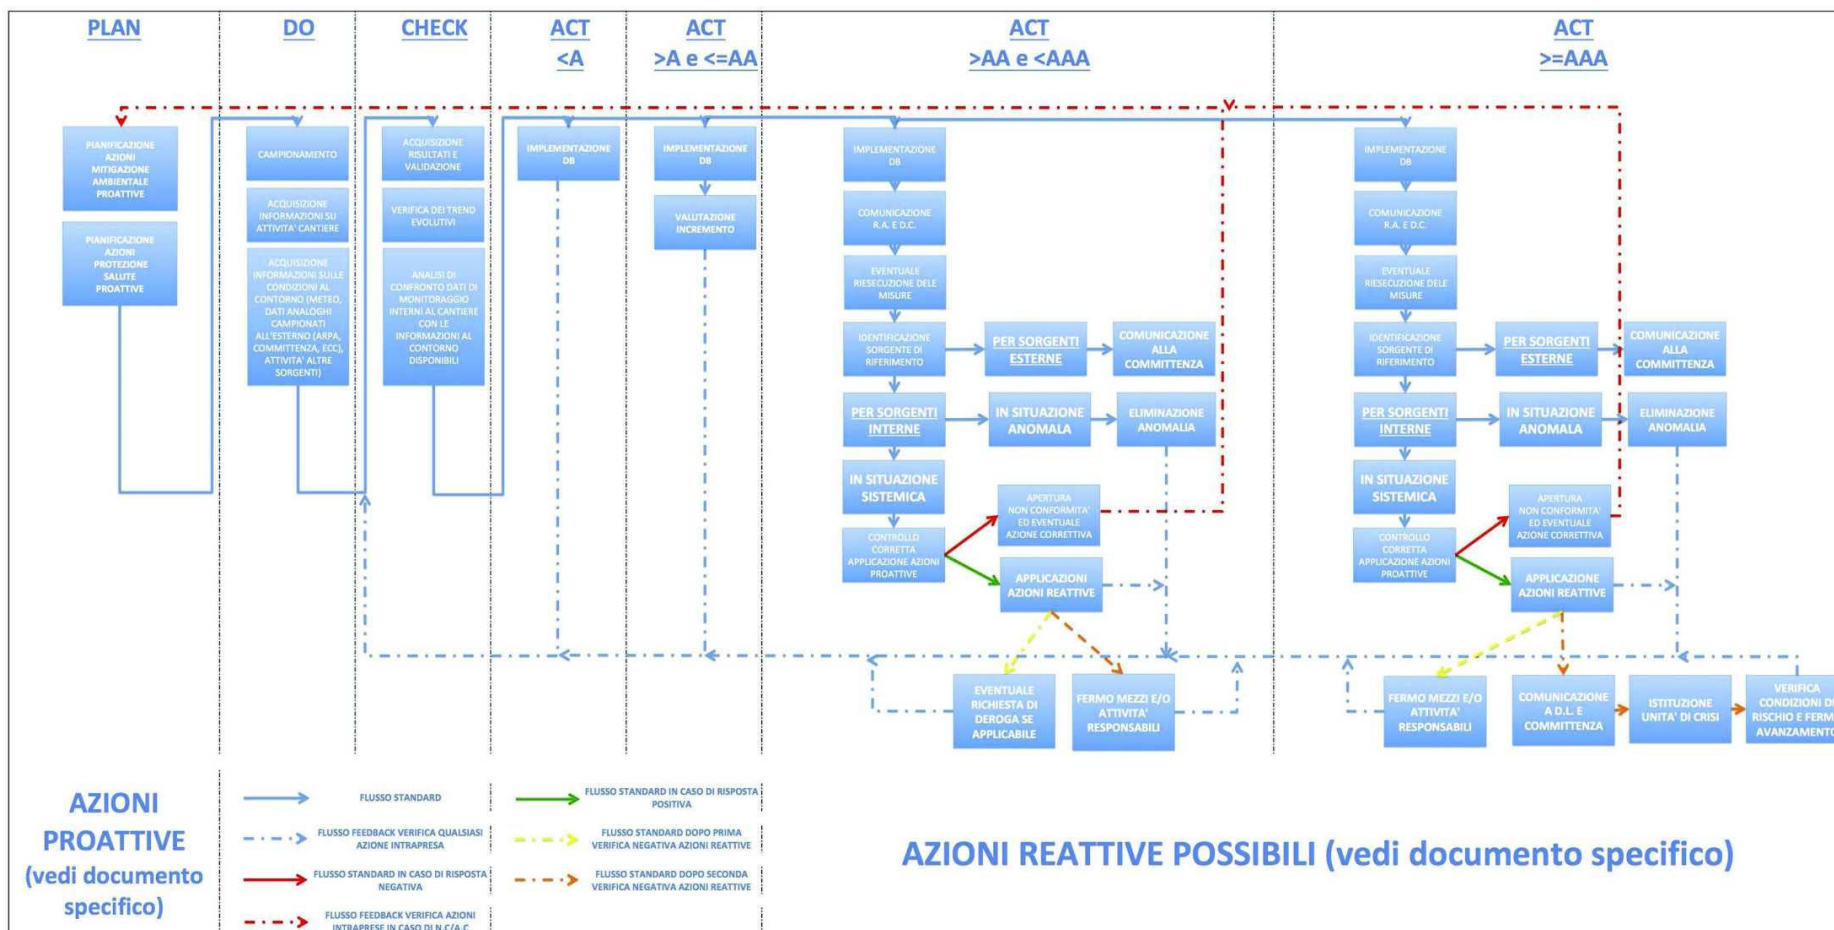 PLAN
DO
CHECK
ACT
<A
ACT
>A e <=AA
ACT
>AA e <AAA
ACT
>=AAA
PIANIFICAZIONE
AZIONI
MITIGAZIONE
AMBIENTALE
PROATTIVE
PIANIFICAZIONE
AZIONI
PROTEZIONE
SALUTE
PROATTIVE
CAMPIONAMENTO
ACQUISIZIONE
INFORMAZIONI SU
ATTIVITA' CANTIERE
ACQUISIZIONE
INFORMAZIONI SULLE
CONDIZIONI AL
CONTORNO (METEO,
DATI ANALOGHI
CAMPIONATI
ALL'ESTERNO (ARPA,
COMMITTENZA, ECC),
ATTIVITA' ALTRE
SORGENTI)
ACQUISIZIONE
RISULTATI E
VALIDAZIONE
VERIFICA DEI TREND
EVOLUTIVI
ANALISI DI
CONFRONTO DATI DI
MONITORAGGIO
INTERNI AL CANTIERE
CON LE
INFORMAZIONI AL
CONTORNO
DISPONIBILI
IMPLEMENTAZIONE
DB
IMPLEMENTAZIONE
DB
VALUTAZIONE
INCREMENTO
IMPLEMENTAZIONE
DB
COMUNICAZIONE
R.A. E D.C.
EVENTUALE
RIESECUZIONE DELE
MISURE
IDENTIFICAZIONE
SORGENTE DI
RIFERIMENTO
PER SORGENTI
ESTERNE
COMUNICAZIONE
ALLA
COMMITTENZA
PER SORGENTI
INTERNE
IN SITUAZIONE
ANOMALA
ELIMINAZIONE
ANOMALIA
IN SITUAZIONE
SISTEMICA
CONTROLLO
CORRETTA
APPLICAZIONE AZIONI
PROATTIVE
APERTURA
NON CONFORMITA'
ED EVENTUALE
AZIONE CORRETTIVA
APPLICAZIONI
AZIONI REATTIVE
EVENTUALE
RICHIESTA DI
DEROGA SE
APPLICABILE
FERMO MEZZI E/O
ATTIVITA'
RESPONSABILI
IMPLEMENTAZIONE
DB
COMUNICAZIONE
R.A. E D.C.
EVENTUALE
RIESECUZIONE DELE
MISURE
IDENTIFICAZIONE
SORGENTE DI
RIFERIMENTO
PER SORGENTI
ESTERNE
COMUNICAZIONE
ALLA
COMMITTENZA
PER SORGENTI
INTERNE
IN SITUAZIONE
ANOMALA
ELIMINAZIONE
ANOMALIA
IN SITUAZIONE
SISTEMICA
CONTROLLO
CORRETTA
APPLICAZIONE AZIONI
PROATTIVE
APERTURA
NON CONFORMITA'
ED EVENTUALE
AZIONE CORRETTIVA
APPLICAZIONE
AZIONI REATTIVE
FERMO MEZZI E/O
ATTIVITA'
RESPONSABILI
COMUNICAZIONE
A D.L. E
COMMITTENZA
ISTITUZIONE
UNITA' DI CRISI
VERIFICA
CONDIZIONI DI
RISCHIO E FERMO
AVANZAMENTO
AZIONI
PROATTIVE
(vedi documento
specifico)
FLUSSO STANDARD
FLUSSO FEEDBACK VERIFICA QUALSIASI
AZIONE INTRAPRESA
FLUSSO STANDARD IN CASO DI RISPOSTA
NEGATIVA
FLUSSO FEEDBACK VERIFICA AZIONI
INTRAPRESE IN CASO DI N.C/A.C
FLUSSO STANDARD IN CASO DI RISPOSTA
POSITIVA
FLUSSO STANDARD DOPO PRIMA
VERIFICA NEGATIVA AZIONI REATTIVE
FLUSSO STANDARD DOPO SECONDA
VERIFICA NEGATIVA AZIONI REATTIVE
AZIONI REATTIVE POSSIBILI (vedi documento specifico)